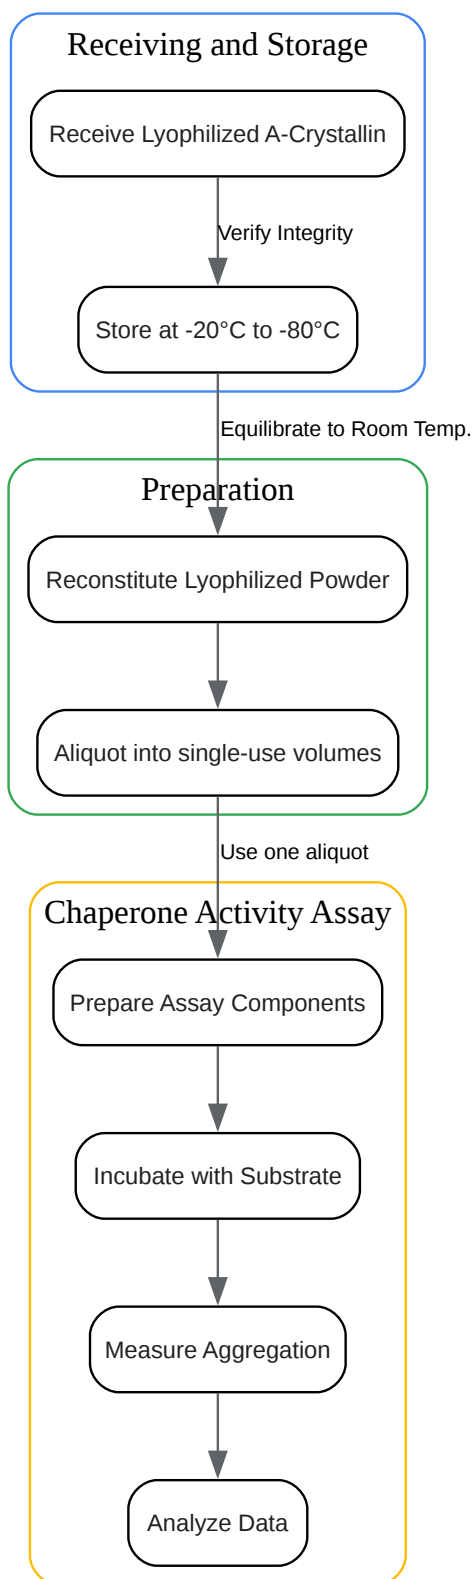 Receiving and Storage
Receive Lyophilized A-Crystallin
Verify Integrity
Store at -20°C to -80°C
Equilibrate to Room Temp.
Preparation
Reconstitute Lyophilized Powder
Aliquot into single-use volumes
Use one aliquot
Chaperone Activity Assay
Prepare Assay Components
Incubate with Substrate
Measure Aggregation
Analyze Data